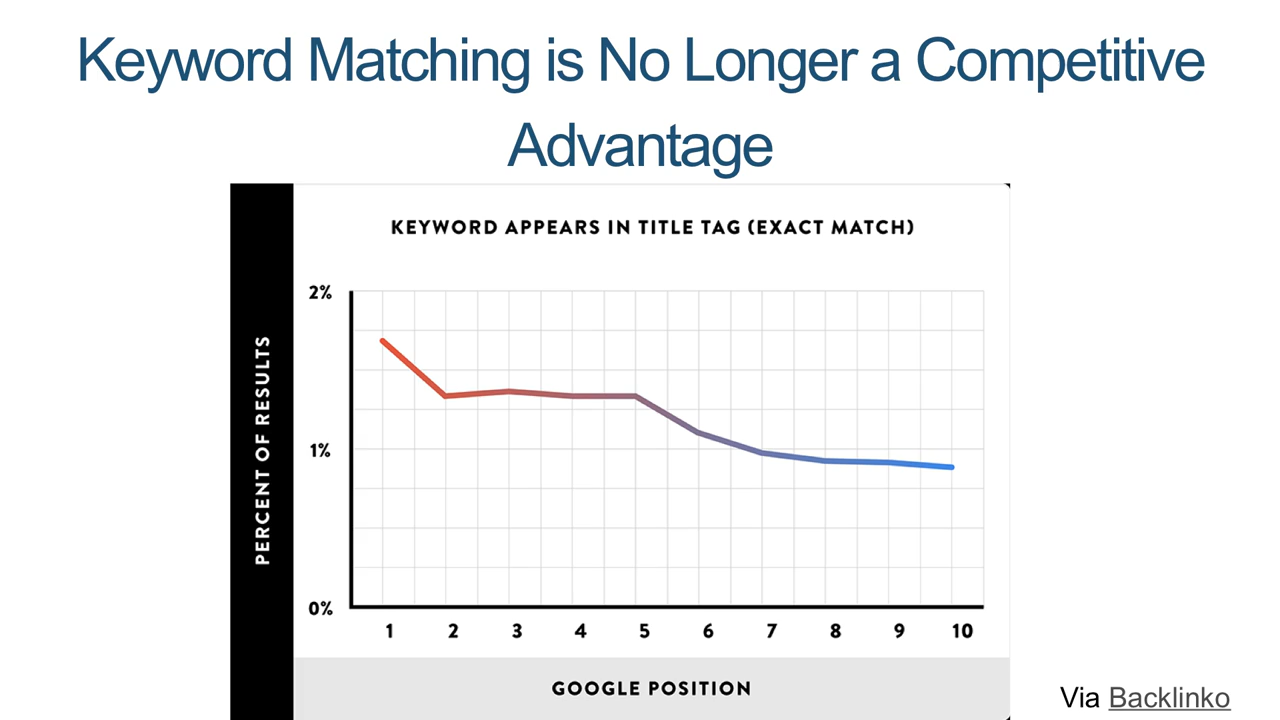 Keyword Matching is No Longer a Competitive
Advantage
KEYWORD APPEARS IN TITLE TAG (EXACT MATCH)
2%
1%
0%
PERCENT OF RESULTS
1 2 3 4 5 6 7 8 9 10
GOOGLE POSITION
Via Backlinko